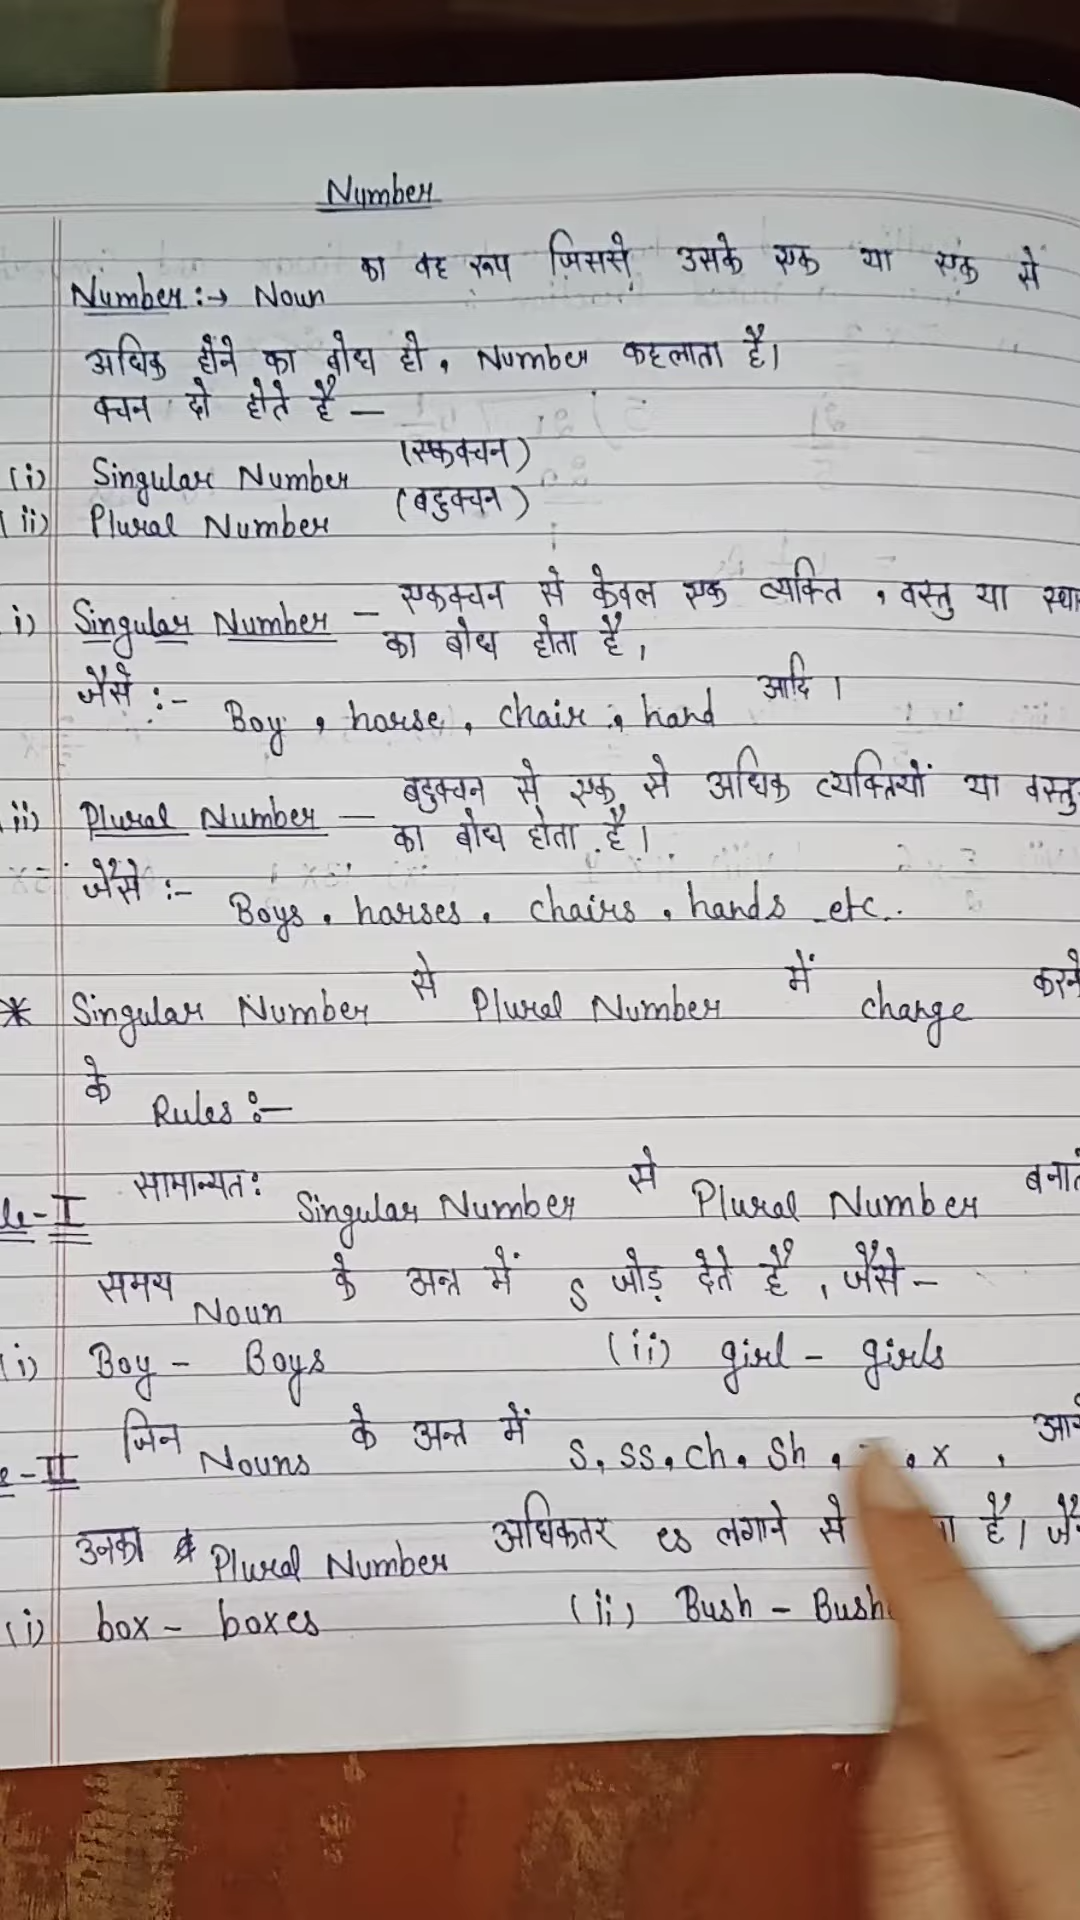 Number
Number :→ Noun का वह रूप जिससे उसके एक या एक से
अधिक होने का बोध हो, Number कहलाता है।
वचन दो होते है —
(i) Singular Number (एकवचन)
(ii) Plural Number (बहुवचन)
i) Singular Number – एकवचन से केवल एक व्यक्ति, वस्तु या
का बोध होता है,
जैसे :- Boy, horse, chair, hand आदि।
ii) Plural Number — बहुवचन से एक से अधिक व्यक्तियों या
का बोध होता है।
जैसे :- Boys, horses, chairs, hands etc.
* Singular Number से Plural Number में change करने
के Rules :—
I सामान्यतः Singular Number से Plural Number
समय Noun के अन्त में s जोड़ देते है, जैसे –
i) Boy – Boys (ii) girl – girls
II जिन Nouns के अन्त में s, ss, ch, sh, , x,
उनका Plural Number अधिकतर es लगाने से है।
(i) box – boxes (ii) Bush –